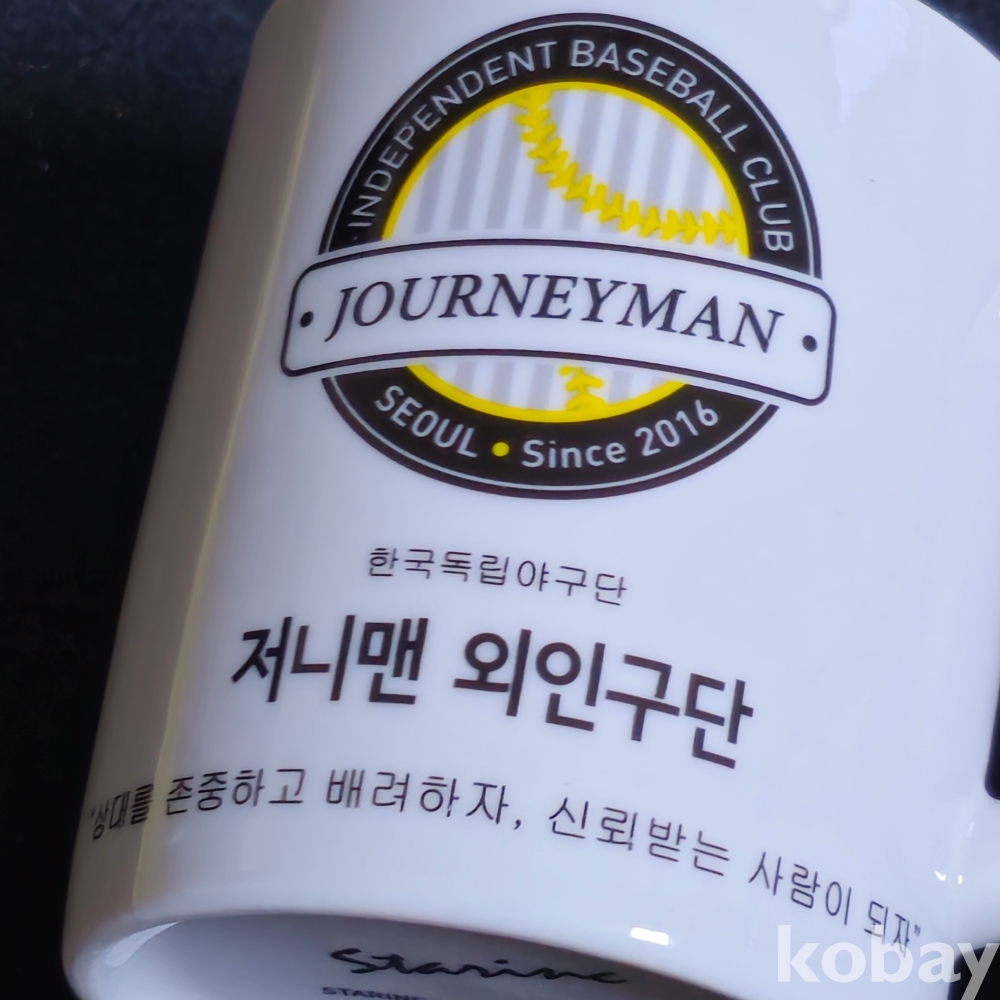 · INDEPENDENT BASEBALL CLUB
• JOURNEYMAN •
SEOUL • Since 2016
한국독립야구단
저니맨 외인구단
"상대를 존중하고 배려하자, 신뢰받는 사람이 되자"
Starine
kobay